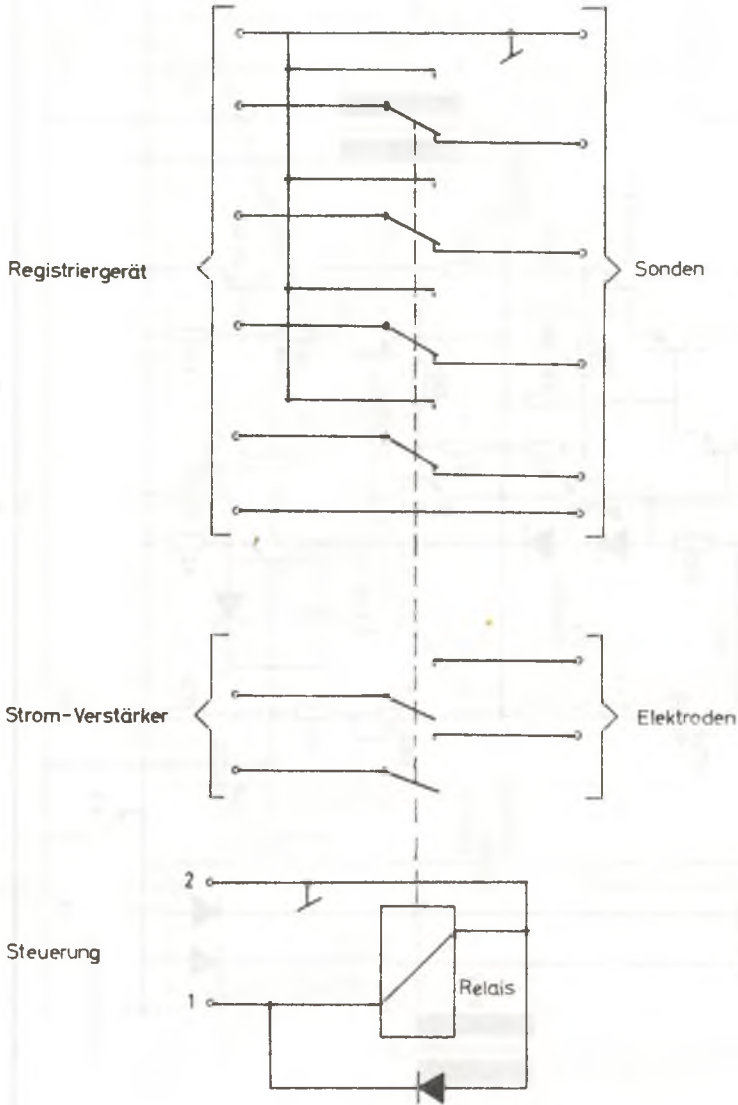 Registriergerät
Sonden
Strom-Verstärker
Elektroden
2
Steuerung
1
Relais